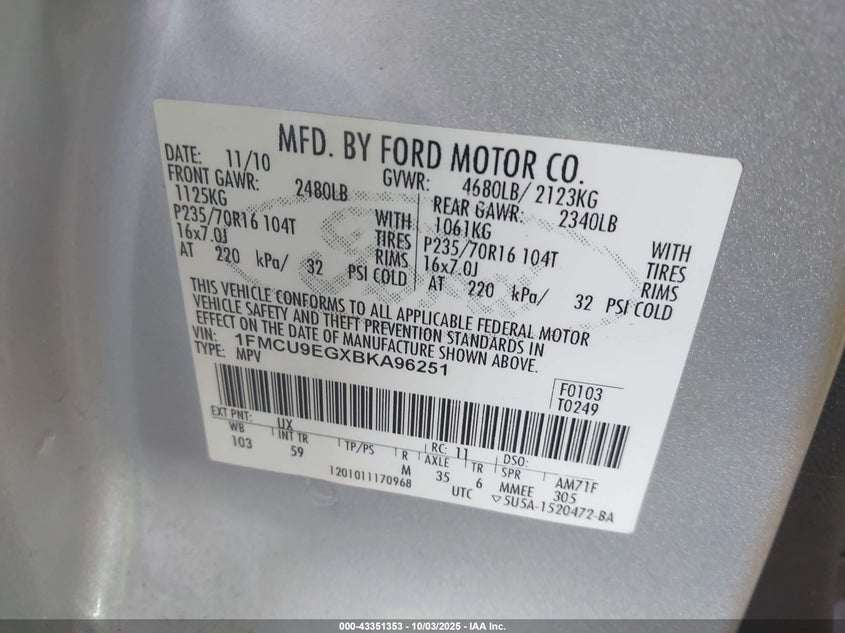 MFD. BY FORD MOTOR CO.
DATE: 11/10 GVWR: 4680LB/ 2123KG
FRONT GAWR: 2480LB REAR GAWR: 2340LB
1125KG WITH 1061KG WITH
P235/70R16 104T TIRES P235/70R16 104T TIRES
16x7.0J RIMS 16x7.0J RIMS
AT 220 kPa/ 32 PSI COLD AT 220 kPa/ 32 PSI COLD
THIS VEHICLE CONFORMS TO ALL APPLICABLE FEDERAL MOTOR
VEHICLE SAFETY AND THEFT PREVENTION STANDARDS IN
EFFECT ON THE DATE OF MANUFACTURE SHOWN ABOVE.
VIN: 1FMCU9EGXBKA96251
TYPE: MPV
F0103
T0249
EXT PNT: UX RC: 11 DSO:
WB INT TR TP/PS R AXLE TR SPR AM71F
103 59 M 35 6 MMEE 305
1201011170968 UTC ▽5U5A-1520472-BA
000-43351353 | 10/03/2025 - IAA Inc.